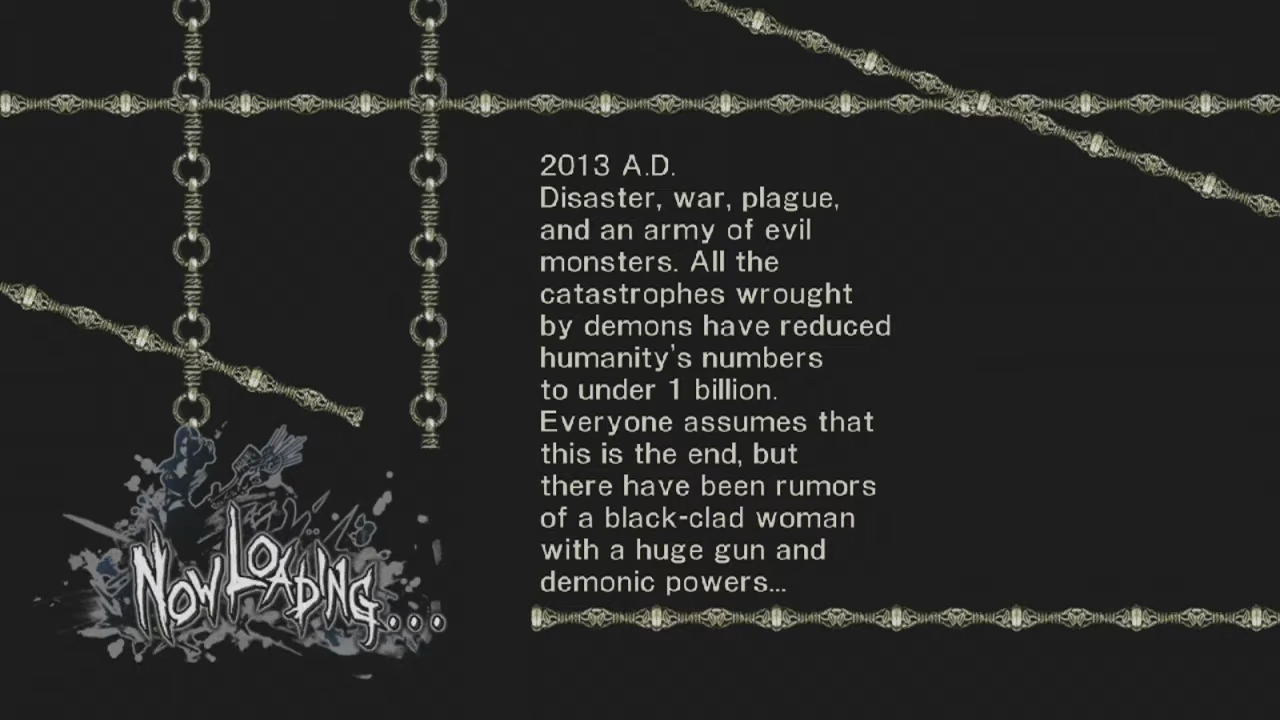 2013 A.D.
Disaster, war, plague,
and an army of evil
monsters. All the
catastrophes wrought
by demons have reduced
humanity's numbers
to under 1 billion.
Everyone assumes that
this is the end, but
there have been rumors
of a black-clad woman
with a huge gun and
demonic powers...
NOW LOADING...